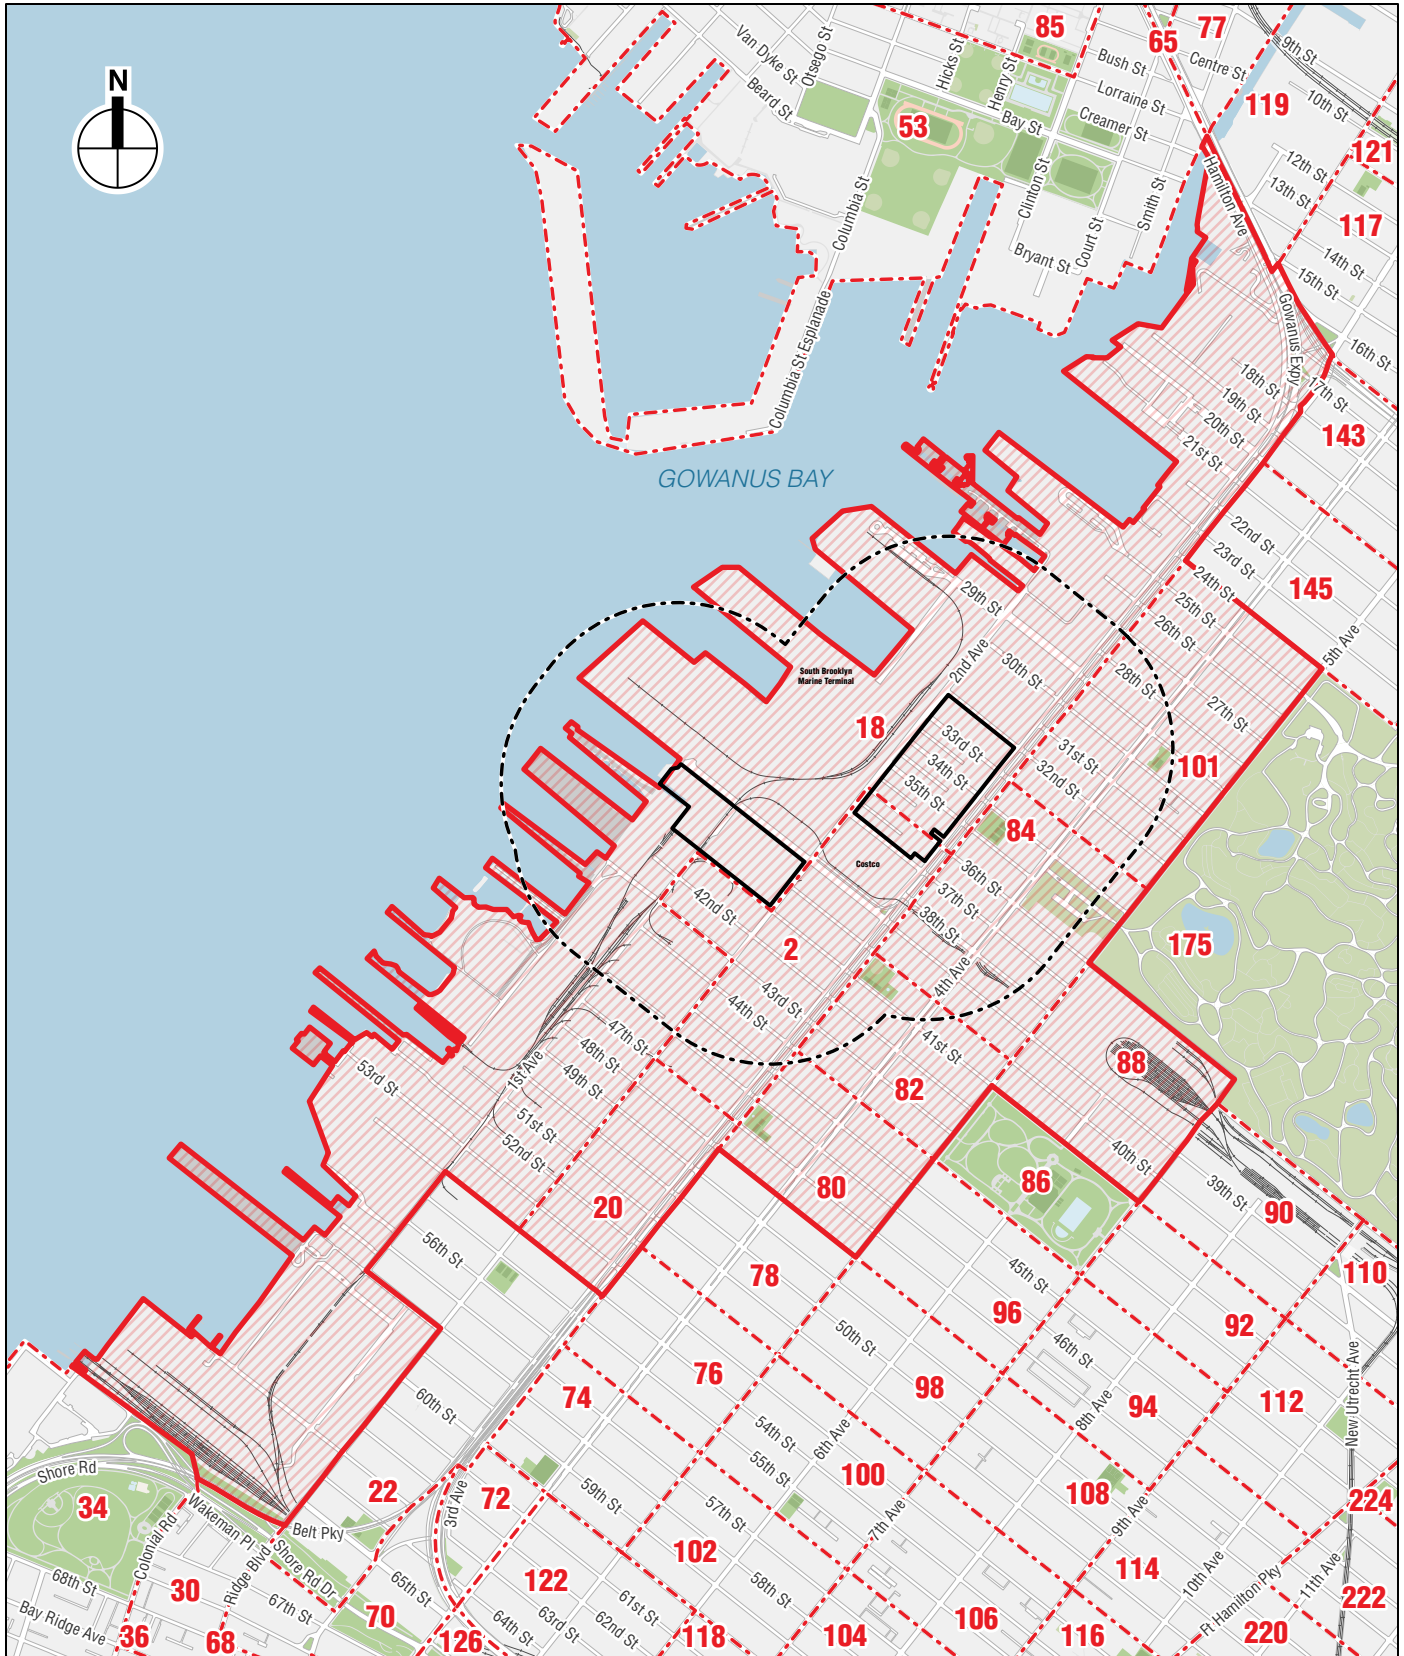 85
65
77
9th St
Van Dyke St
Otsego St
Hicks St
Henry St
Bush St
Centre St
Beard St
Lorraine St
119
10th St
N
53
Bay St
Creamer St
121
12th St
13th St
Hamilton Ave
Clinton St
Smith St
Columbia St
117
Bryant St
Court St
14th St
15th St
Columbia St Esplanade
Gowanus Expy
16th St
18th St
17th St
19th St
20th St
143
21st St
GOWANUS BAY
22nd St
23rd St
24th St
145
29th St
25th St
26th St
5th Ave
2nd Ave
30th St
South Brooklyn
Marine Terminal
28th St
27th St
18
33rd St
31st St
34th St
32nd St
101
35th St
84
Costco
36th St
37th St
42nd St
38th St
2
175
4th Ave
43rd St
44th St
47th St
41st St
48th St
1st Ave
88
53rd St
49th St
82
51st St
52nd St
40th St
86
80
39th St
20
90
56th St
78
45th St
110
96
50th St
92
46th St
New Utrecht Ave
76
98
74
60th St
8th Ave
94
112
54th St
6th Ave
55th St
Shore Rd
100
22
72
59th St
108
224
34
3rd Ave
57th St
7th Ave
9th Ave
Wakeman Pl
Belt Pky
Colonial Rd
102
Shore Rd Dr
Ridge Blvd
114
122
58th St
10th Ave
11th Ave
68th St
30
65th St
Ft Hamilton Pky
222
67th St
61st St
70
106
Bay Ridge Ave
64th St
63rd St
62nd St
36
68
126
118
104
116
220